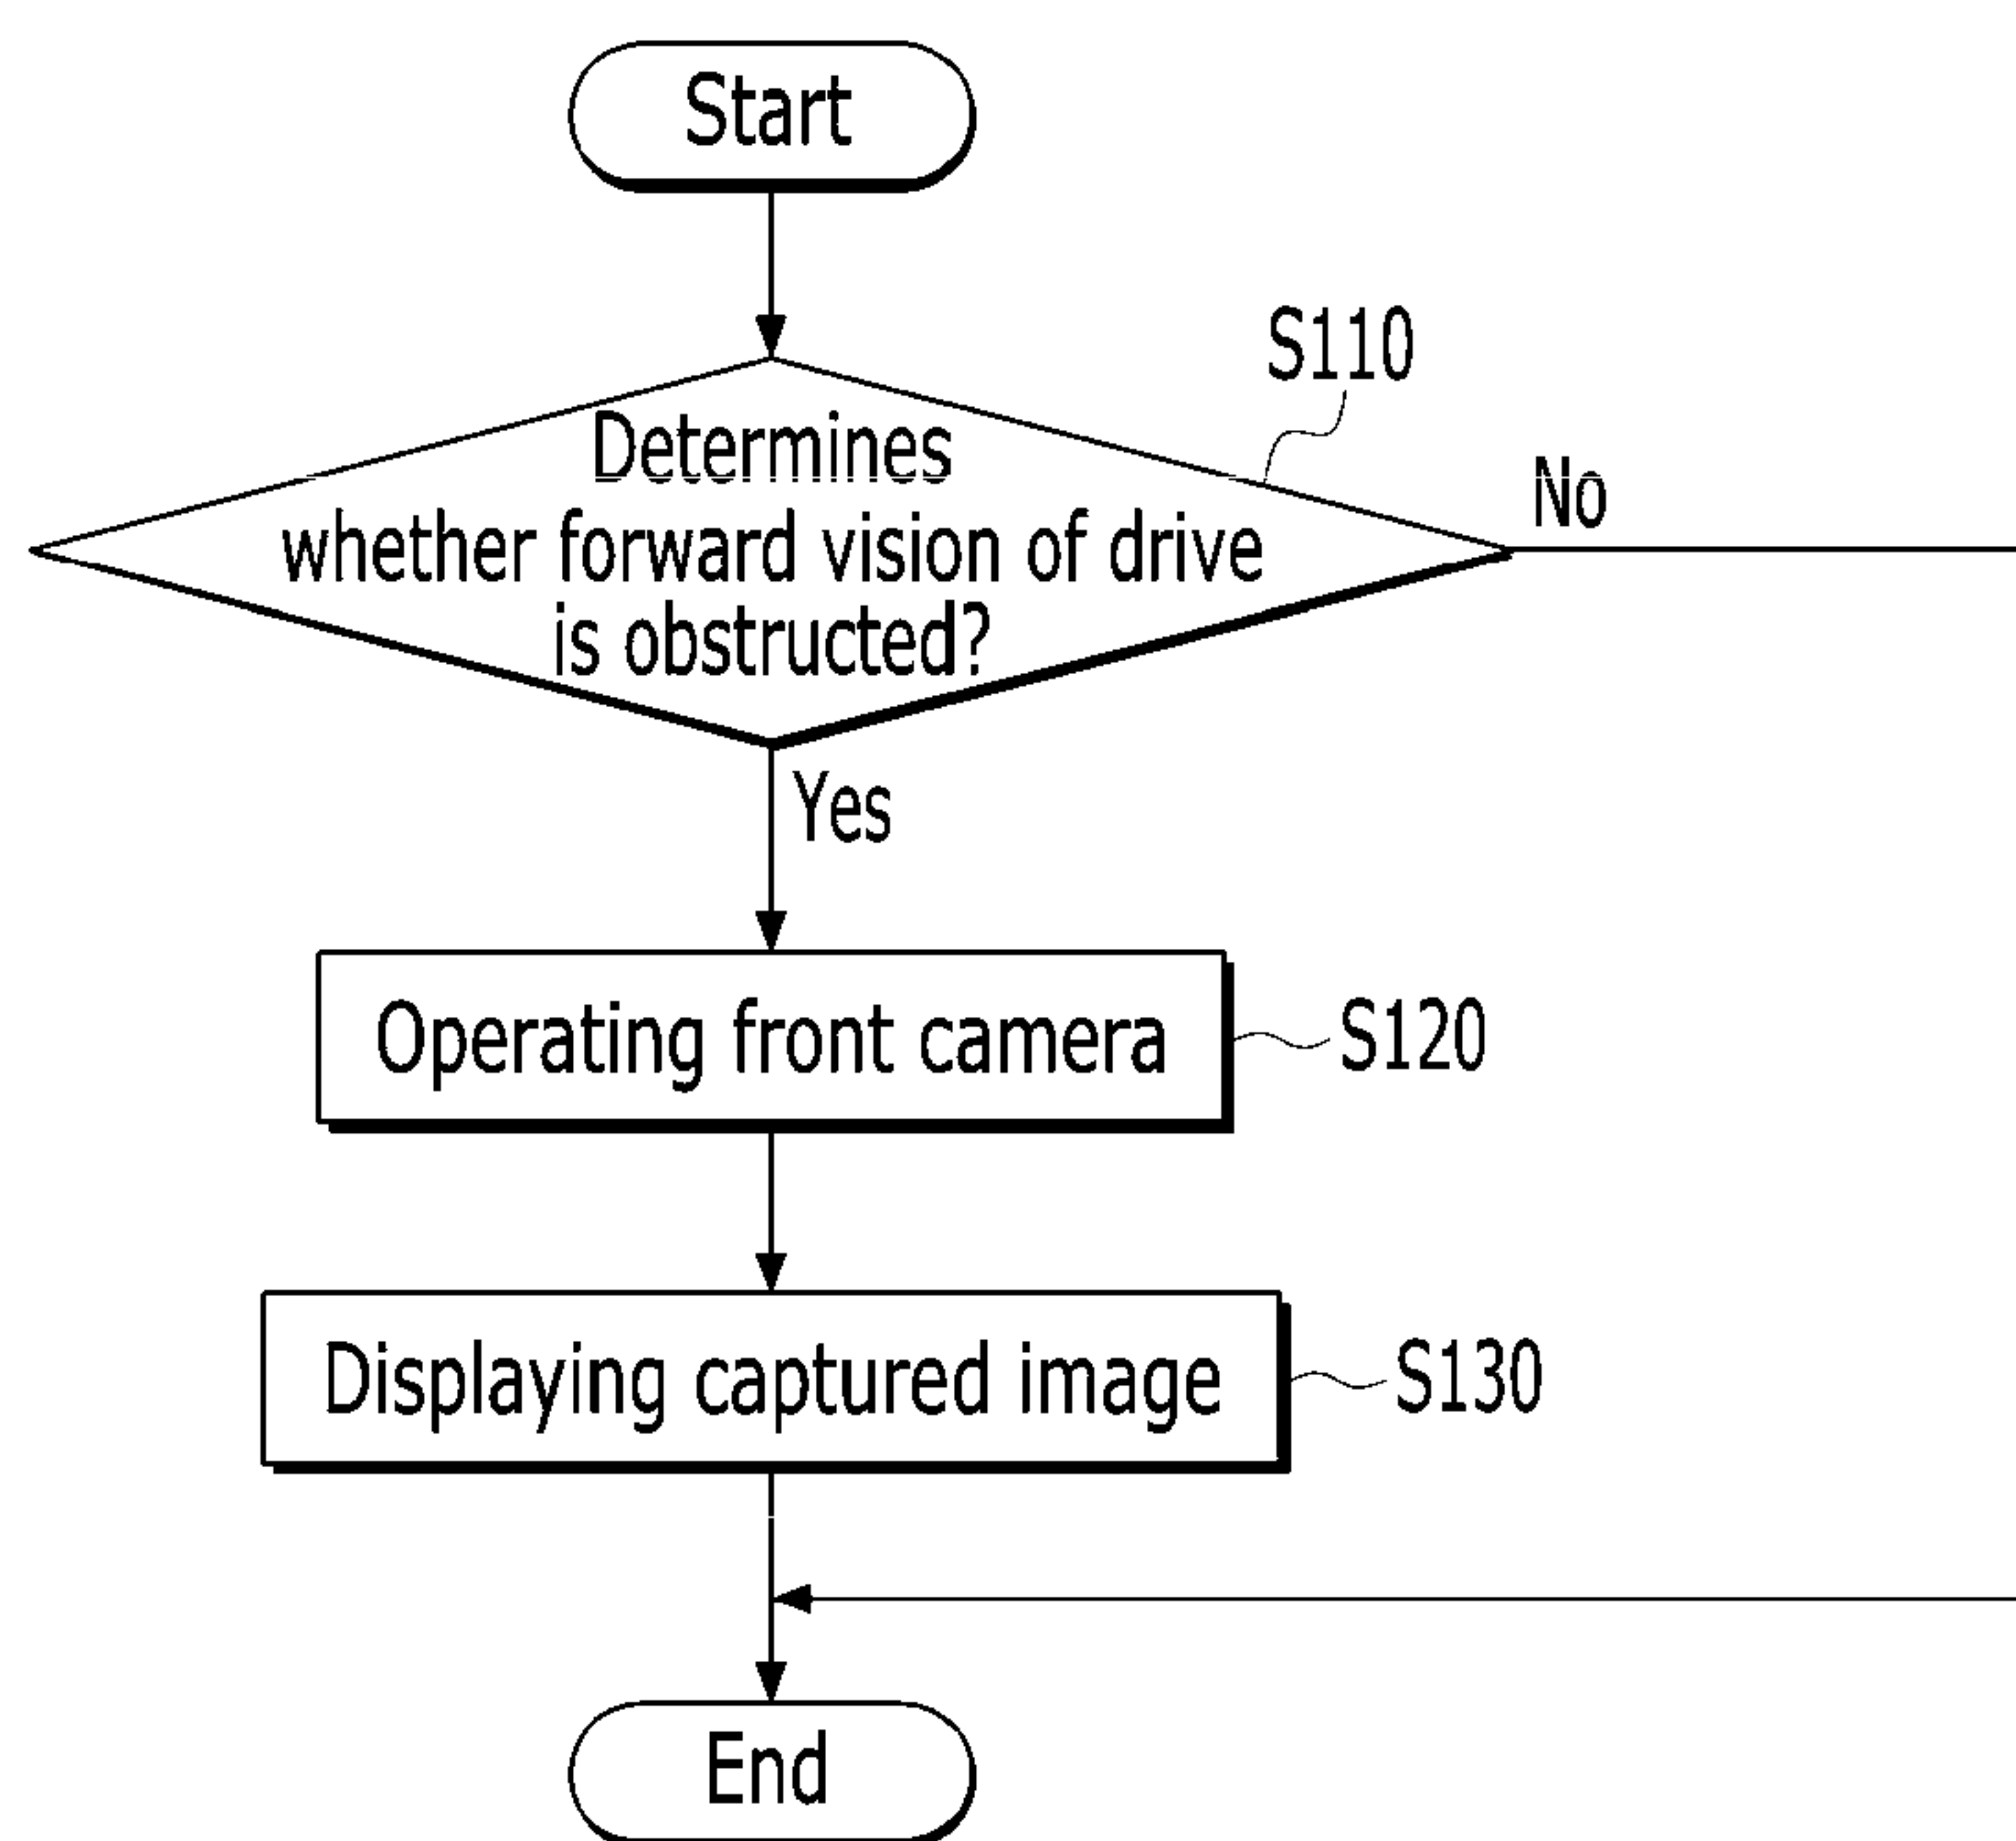 Start
S110
Determines
whether forward vision of drive
is obstructed?
No
Yes
Operating front camera
S120
Displaying captured image
S130
End